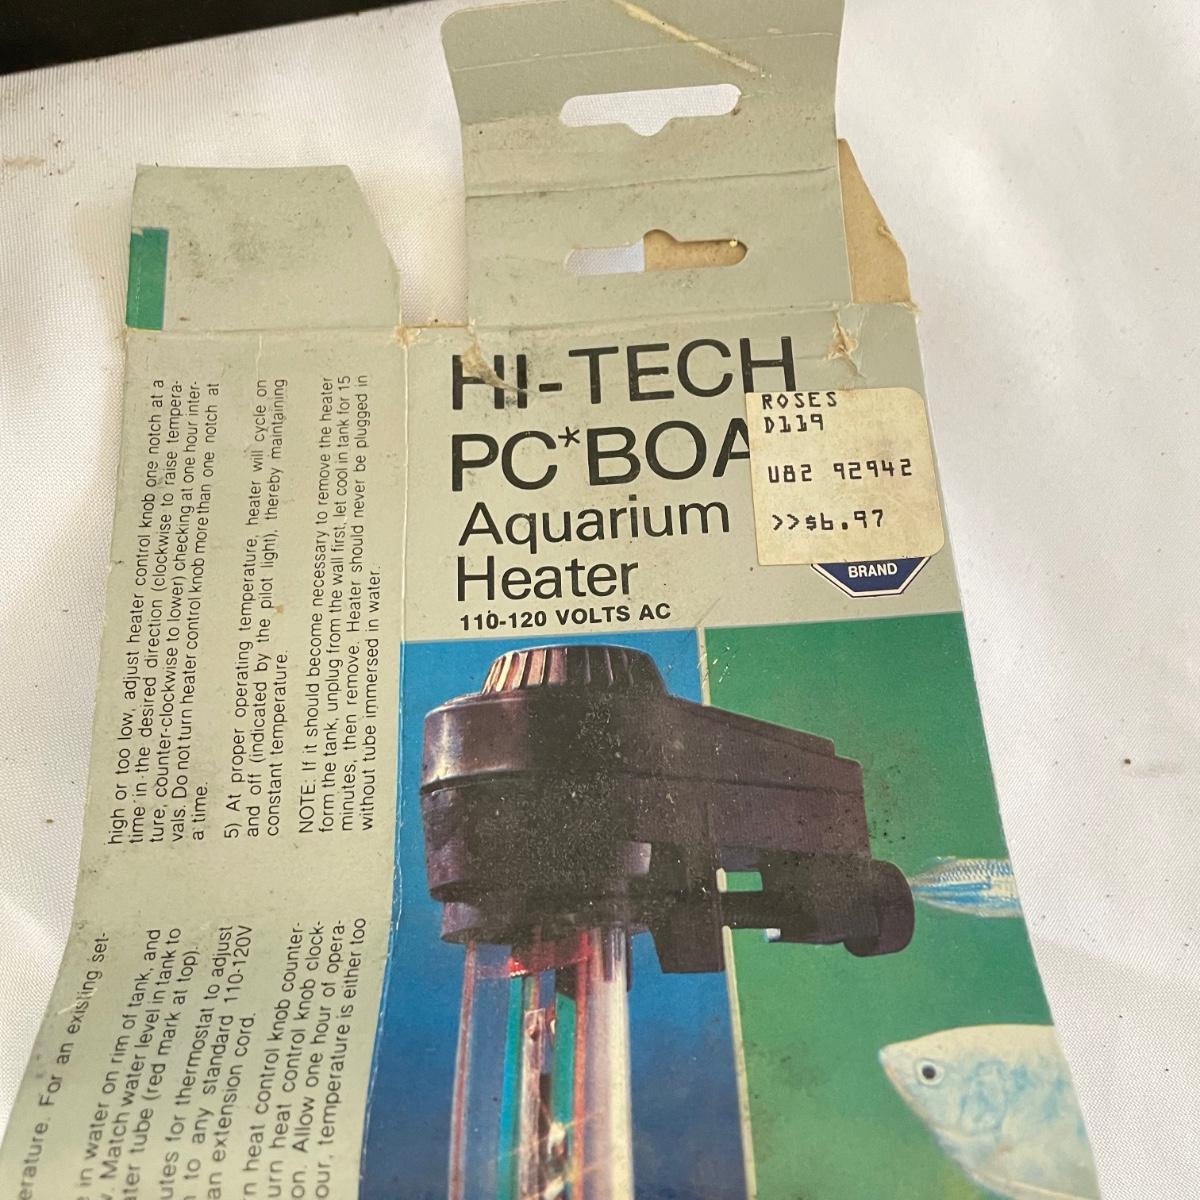 HI-TECH
PC*BOA
Aquarium
Heater
110-120 VOLTS AC
ROSES
D119
U82 92942
>>$6.97
BRAND
high or too low, adjust heater control knob one notch at a
time in the desired direction (clockwise to raise tempera-
ture, counter-clockwise to lower) checking at one hour inter-
vals. Do not turn heater control knob more than one notch at
a time.
5) At proper operating temperature, heater will cycle on
and off (indicated by the pilot light), thereby maintaining
constant temperature.
NOTE: If it should become necessary to remove the heater
form the tank, unplug from the wall first, let cool in tank for 15
minutes, then remove. Heater should never be plugged in
without tube immersed in water.
erature. For an existing set-
in water on rim of tank, and
. Match water level in tank to
ter tube (red mark at top).
utes for thermostat to adjust
to any standard 110-120V
an extension cord.
n heat control knob counter-
urn heat control knob clock-
on. Allow one hour of opera-
our, temperature is either too